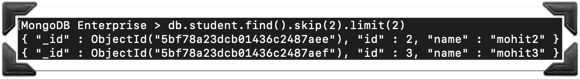 MongoDB Enterprise > db.student.find().skip(2).limit(2)
{ "_id" : ObjectId("5bf78a23dcb01436c2487aee"), "id" : 2, "name" : "mohit2" }
{ "_id" : ObjectId("5bf78a23dcb01436c2487aef"), "id" : 3, "name" : "mohit3" }